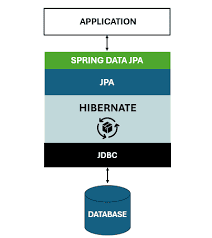 APPLICATION
SPRING DATA JPA
JPA
HIBERNATE
JDBC
DATABASE